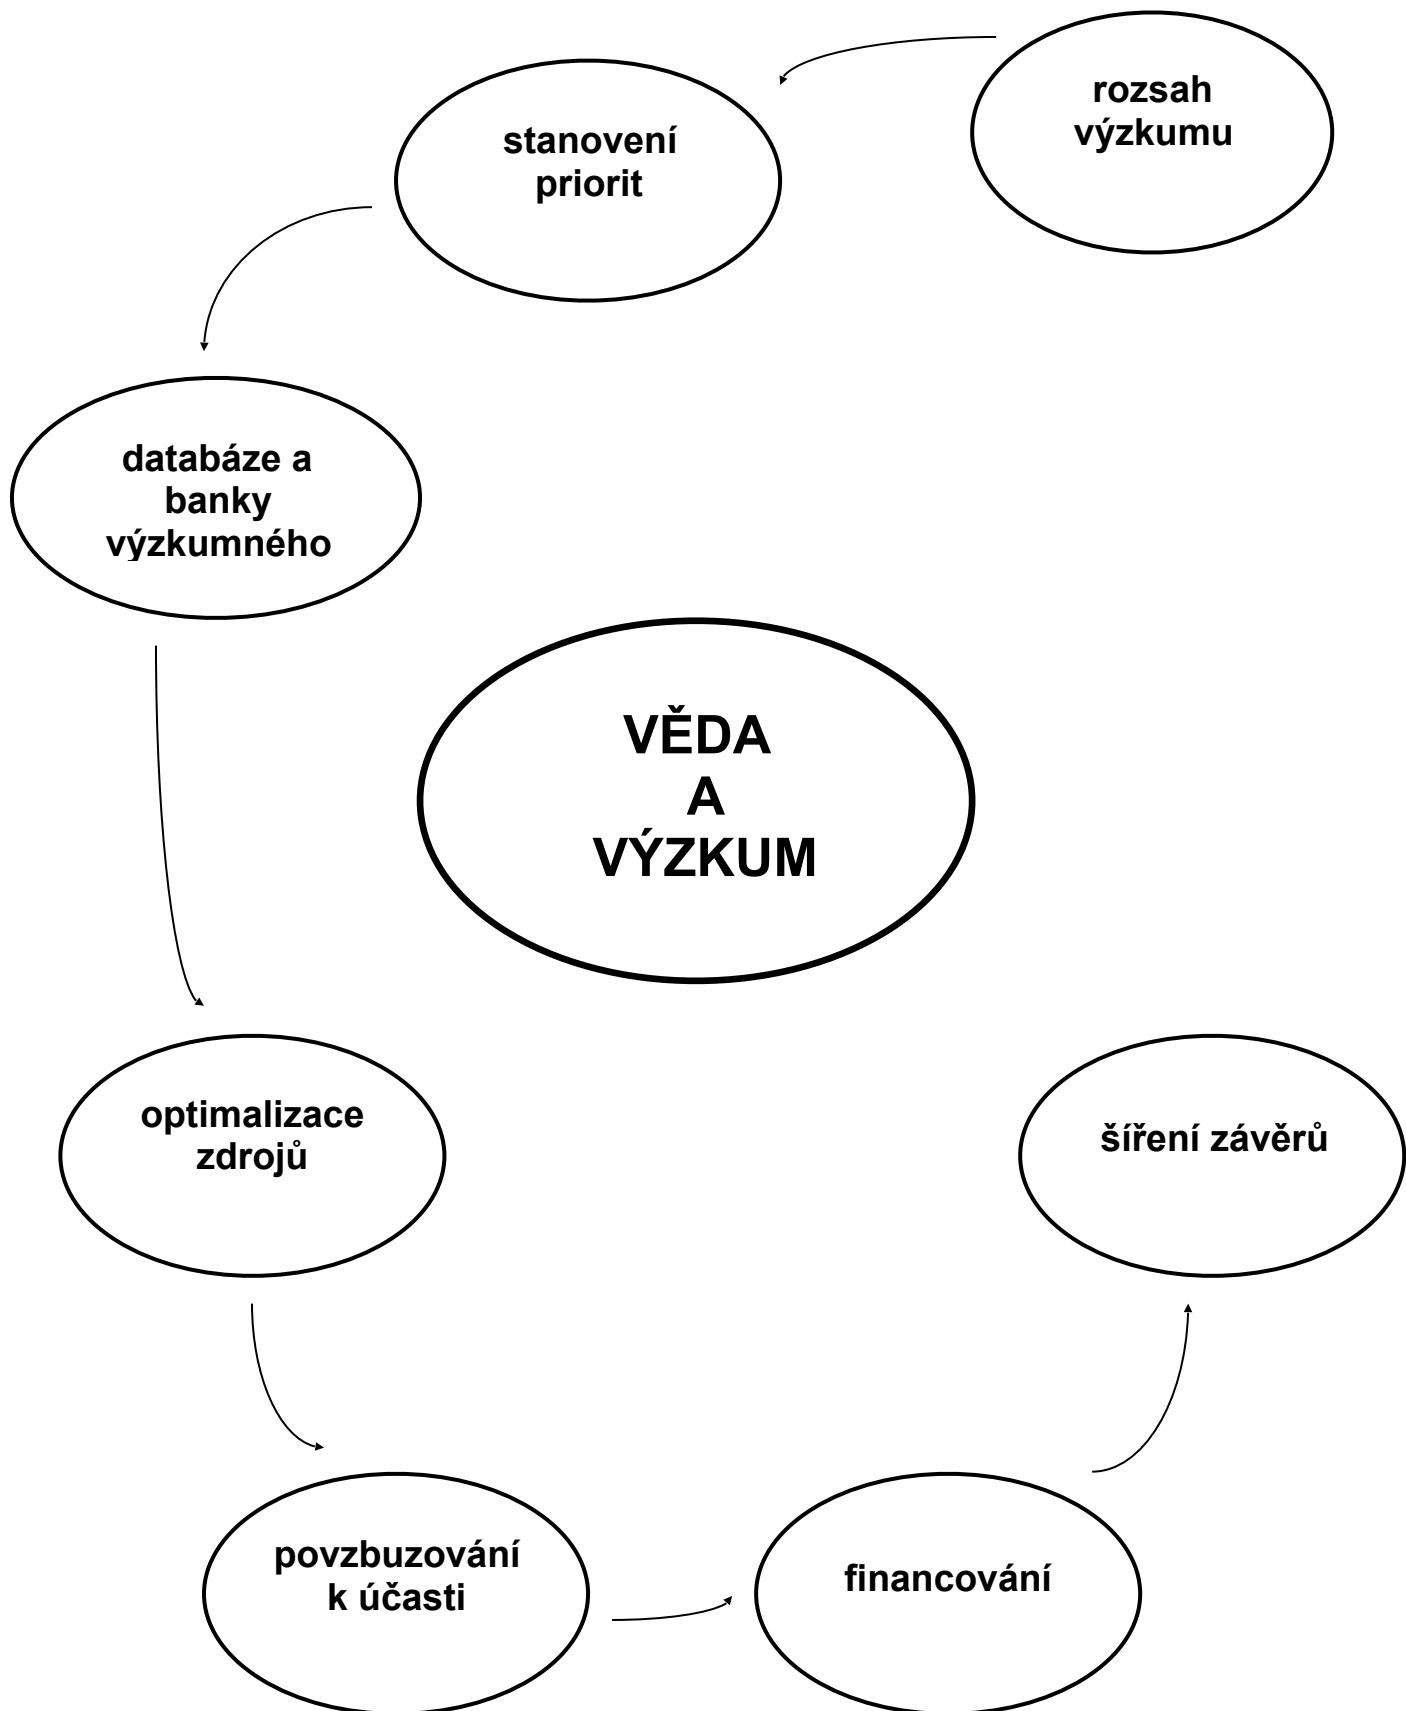 rozsah
výzkumu
stanovení
priorit
databáze a
banky
výzkumného
VĚDA
A
VÝZKUM
optimalizace
zdrojů
šíření závěrů
povzbuzování
k účasti
financování